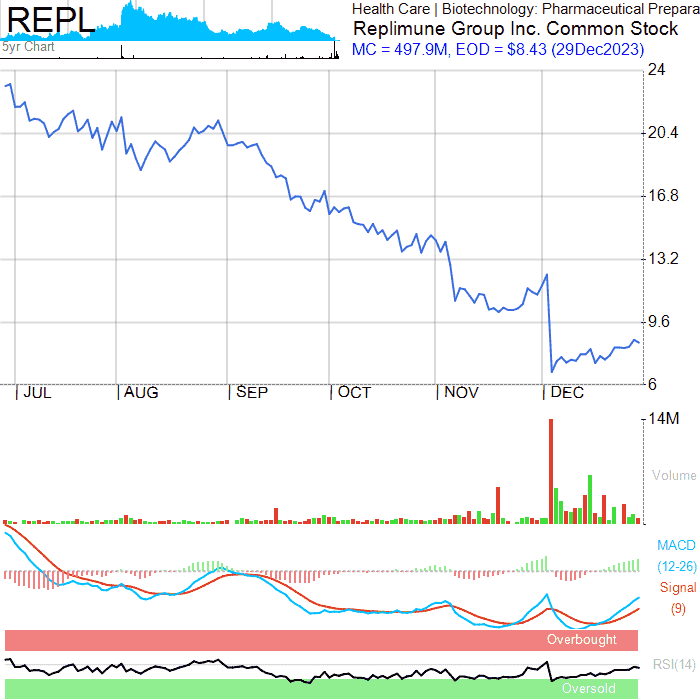 REPL
5yr Chart
Health Care | Biotechnology: Pharmaceutical Prepara
Replimune Group Inc. Common Stock
MC = 497.9M, EOD = $8.43 (29Dec2023)
24
20.4
16.8
13.2
9.6
6
JUL AUG SEP OCT NOV DEC
14M
Volume
MACD
(12-26)
Signal
(9)
Overbought
RSI(14)
Oversold